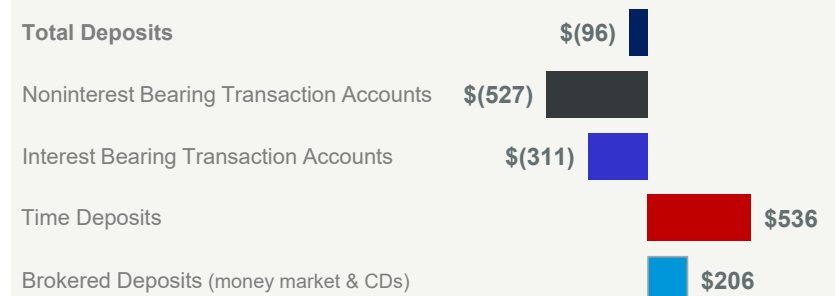 Total Deposits $(96)
Noninterest Bearing Transaction Accounts $(527)
Interest Bearing Transaction Accounts $(311)
Time Deposits $536
Brokered Deposits (money market & CDs) $206